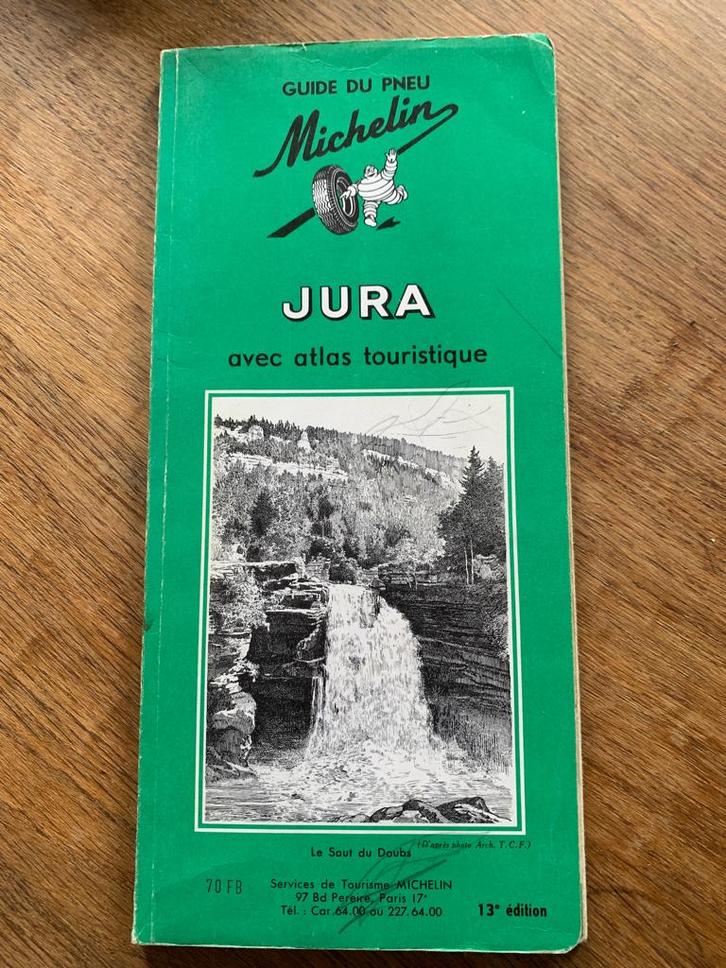 GUIDE DU PNEU
Michelin
JURA
avec atlas touristique
Le Saut du Doubs
(D'après photo Arch. T.C.F.)
70 FB
Services de Tourisme MICHELIN
97 Bd Pereire, Paris 17e
Tél. : Car. 64.00 ou 227.64.00
13e édition